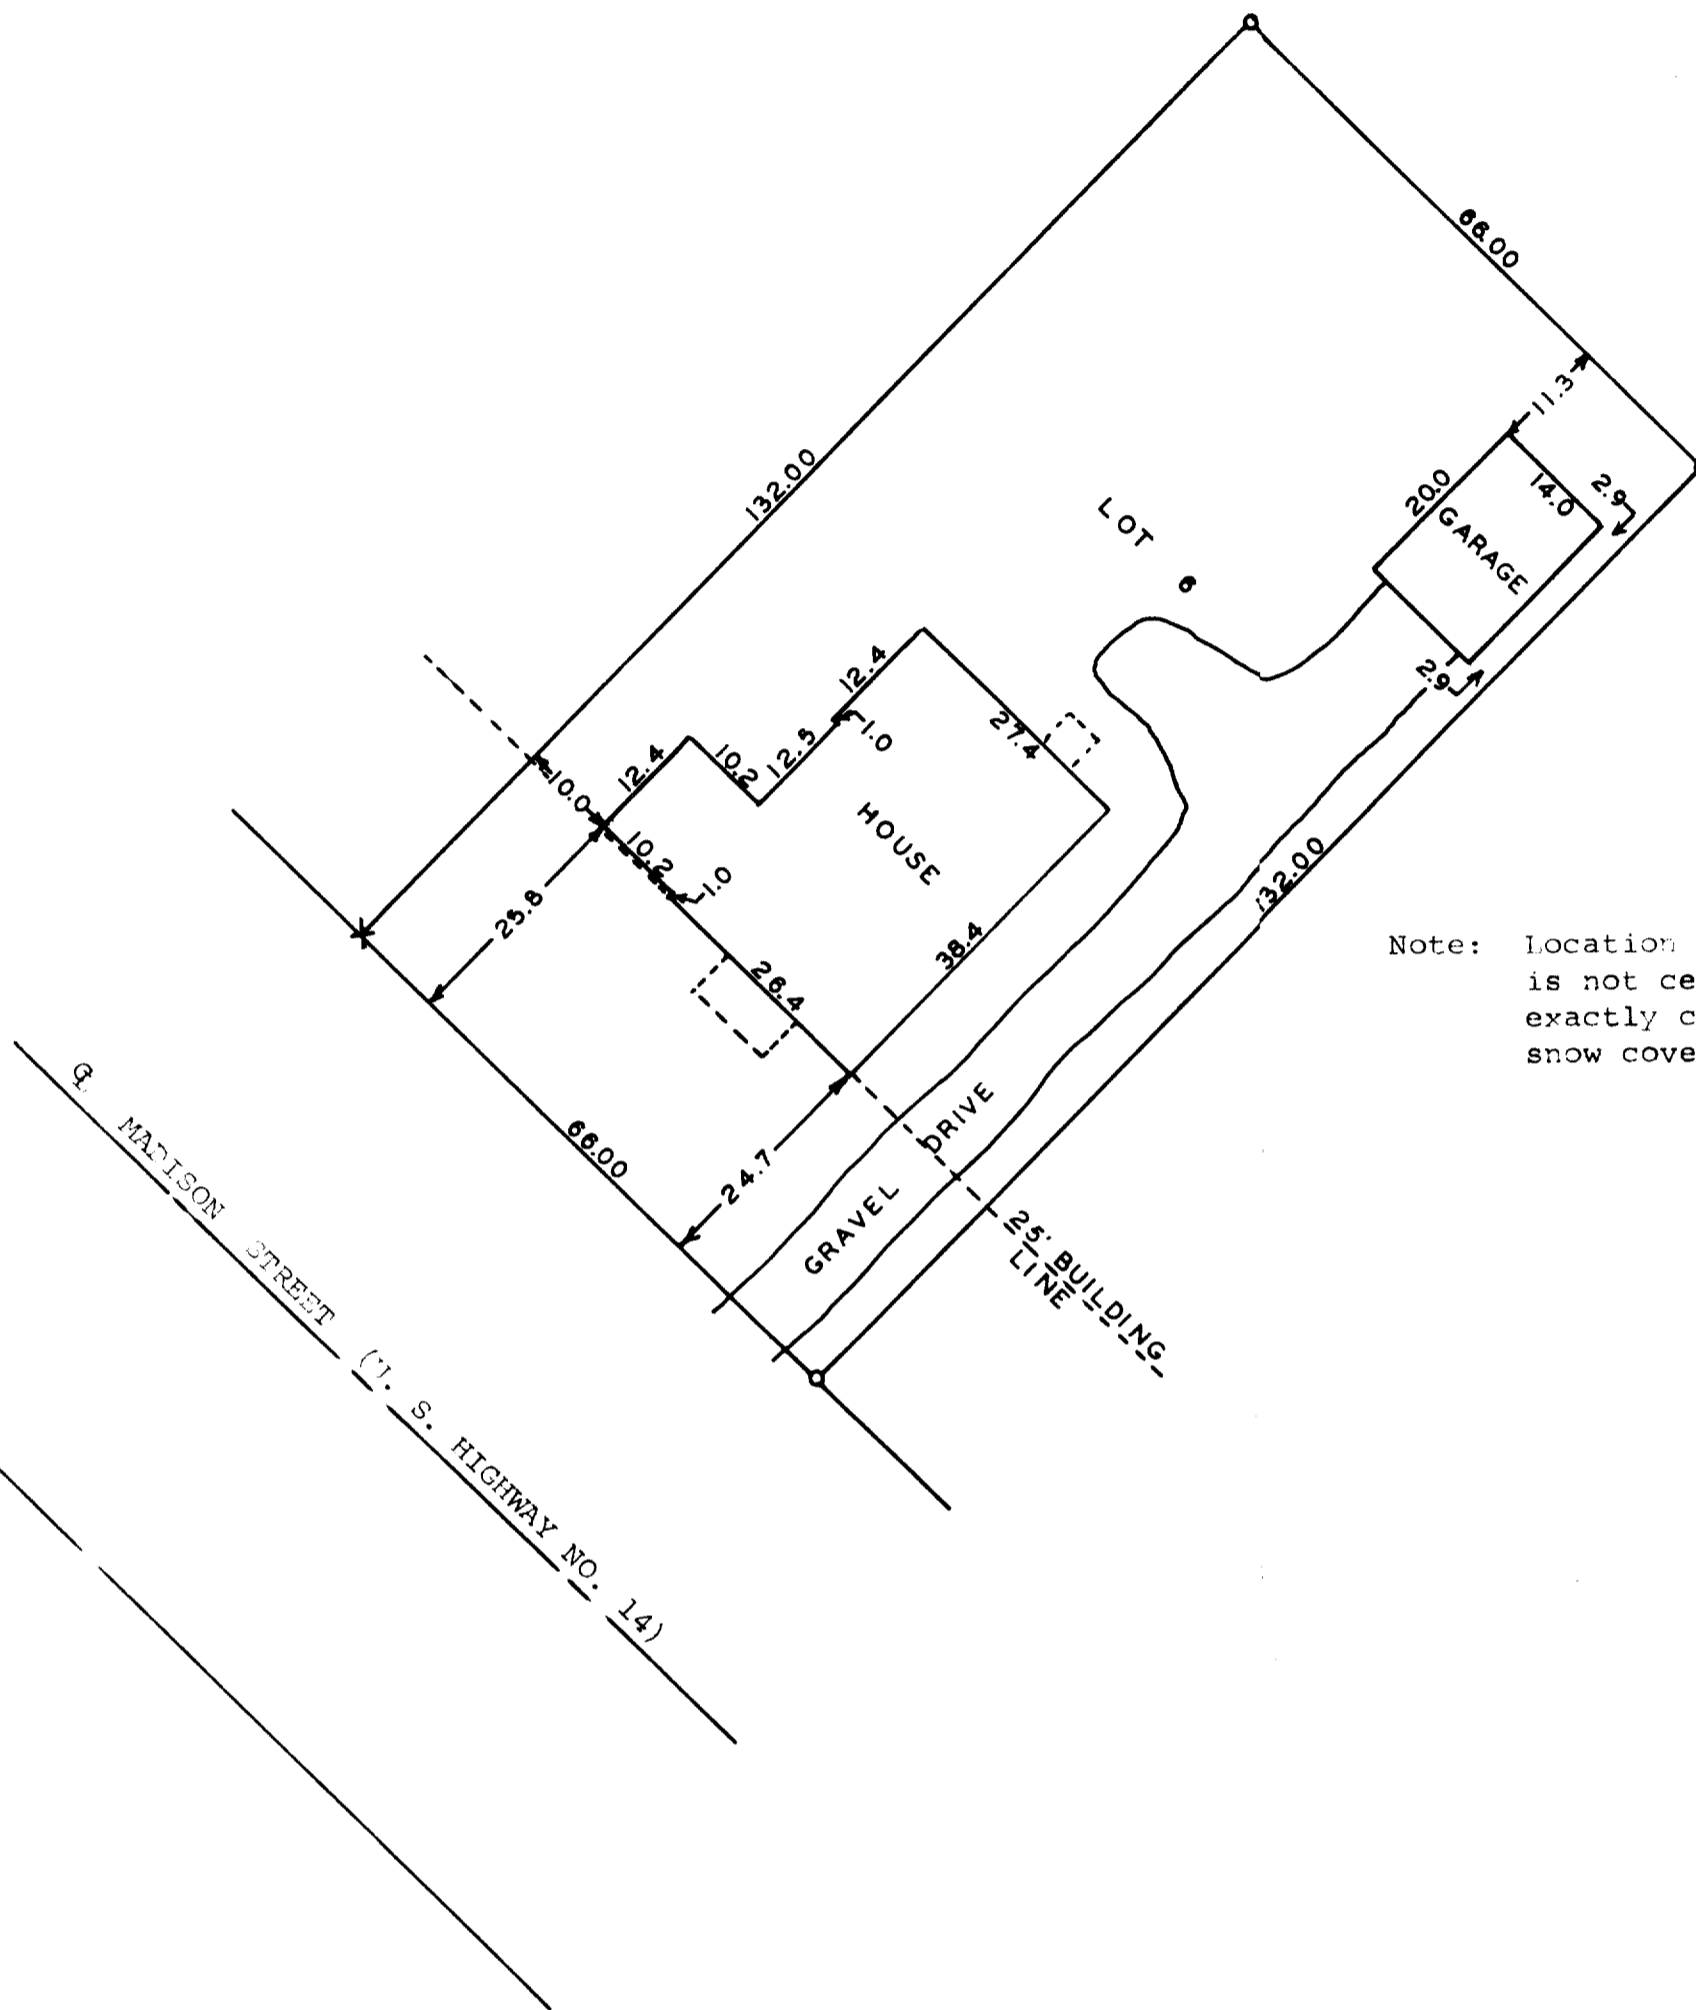 66.00
11.3
132.00
20.0
14.0
2.9
GARAGE
LOT
6
2.9
12.4
1.0
27.4
12.4
10.2
12.5
10.0
HOUSE
10.2
1.0
25.8
38.4
132.00
26.4
Note: Location
is not
exactly
snow
66.00
24.7
GRAVEL DRIVE
25' BUILDING
LINE
℄ MADISON STREET (U. S. HIGHWAY NO. 14)